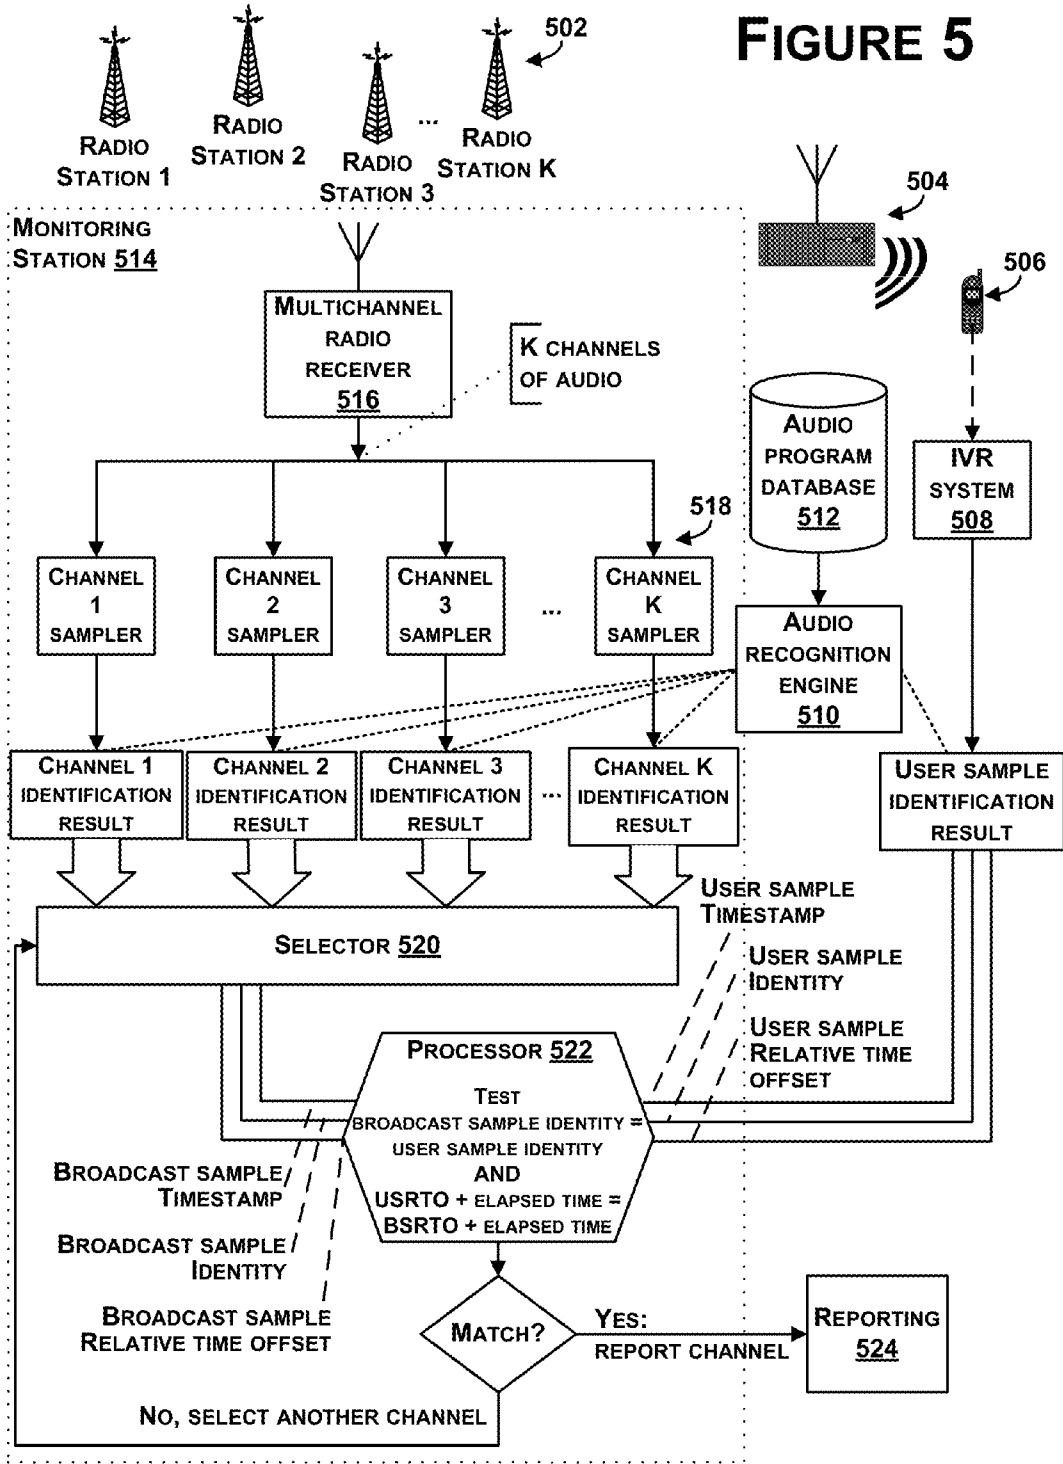 FIGURE 5
502
RADIO
STATION 1
RADIO
STATION 2
RADIO
STATION 3
...
RADIO
STATION K
504
506
MONITORING
STATION 514
MULTICHANNEL
RADIO
RECEIVER
516
K CHANNELS
OF AUDIO
AUDIO
PROGRAM
DATABASE
512
IVR
SYSTEM
508
518
CHANNEL
1
SAMPLER
CHANNEL
2
SAMPLER
CHANNEL
3
SAMPLER
...
CHANNEL
K
SAMPLER
AUDIO
RECOGNITION
ENGINE
510
CHANNEL 1
IDENTIFICATION
RESULT
CHANNEL 2
IDENTIFICATION
RESULT
CHANNEL 3
IDENTIFICATION
RESULT
...
CHANNEL K
IDENTIFICATION
RESULT
USER SAMPLE
IDENTIFICATION
RESULT
SELECTOR 520
USER SAMPLE
TIMESTAMP
USER SAMPLE
IDENTITY
USER SAMPLE
RELATIVE TIME
OFFSET
PROCESSOR 522
TEST
BROADCAST SAMPLE IDENTITY =
USER SAMPLE IDENTITY
AND
USRTO + ELAPSED TIME =
BSRTO + ELAPSED TIME
BROADCAST SAMPLE
TIMESTAMP
BROADCAST SAMPLE
IDENTITY
BROADCAST SAMPLE
RELATIVE TIME OFFSET
MATCH?
YES:
REPORT CHANNEL
REPORTING
524
NO, SELECT ANOTHER CHANNEL